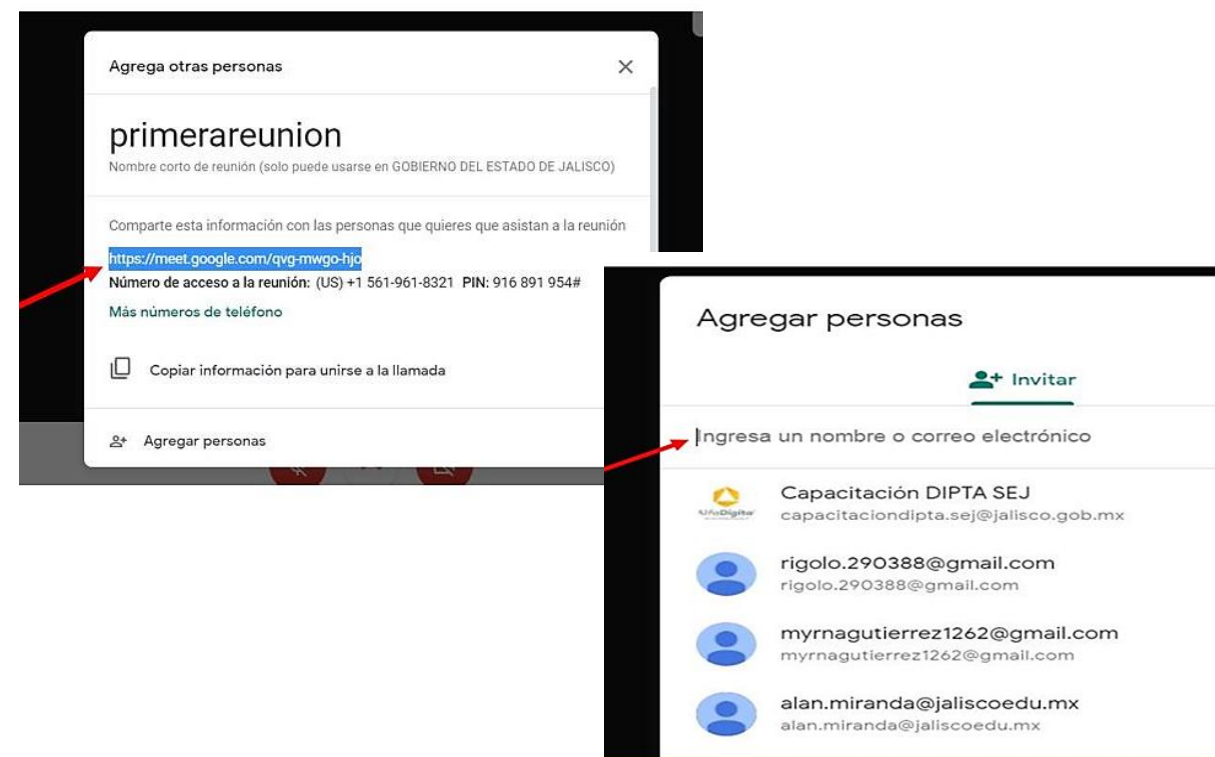 Agrega otras personas
primerareunion
Nombre corto de reunión (solo puede usarse en GOBIERNO DEL ESTADO DE JALISCO)
Comparte esta información con las personas que quieres que asistan a la reunión
https://meet.google.com/qvg-mwgo-hjo
Número de acceso a la reunión: (US) +1 561-961-8321 PIN: 916 891 954#
Más números de teléfono
Copiar información para unirse a la llamada
Agregar personas
Agregar personas
Invitar
Ingresa un nombre o correo electrónico
Capacitación DIPTA SEJ
capacitaciondipta.sej@jalisco.gob.mx
rigolo.290388@gmail.com
rigolo.290388@gmail.com
myrnagutierrez1262@gmail.com
myrnagutierrez1262@gmail.com
alan.miranda@jaliscoedu.mx
alan.miranda@jaliscoedu.mx